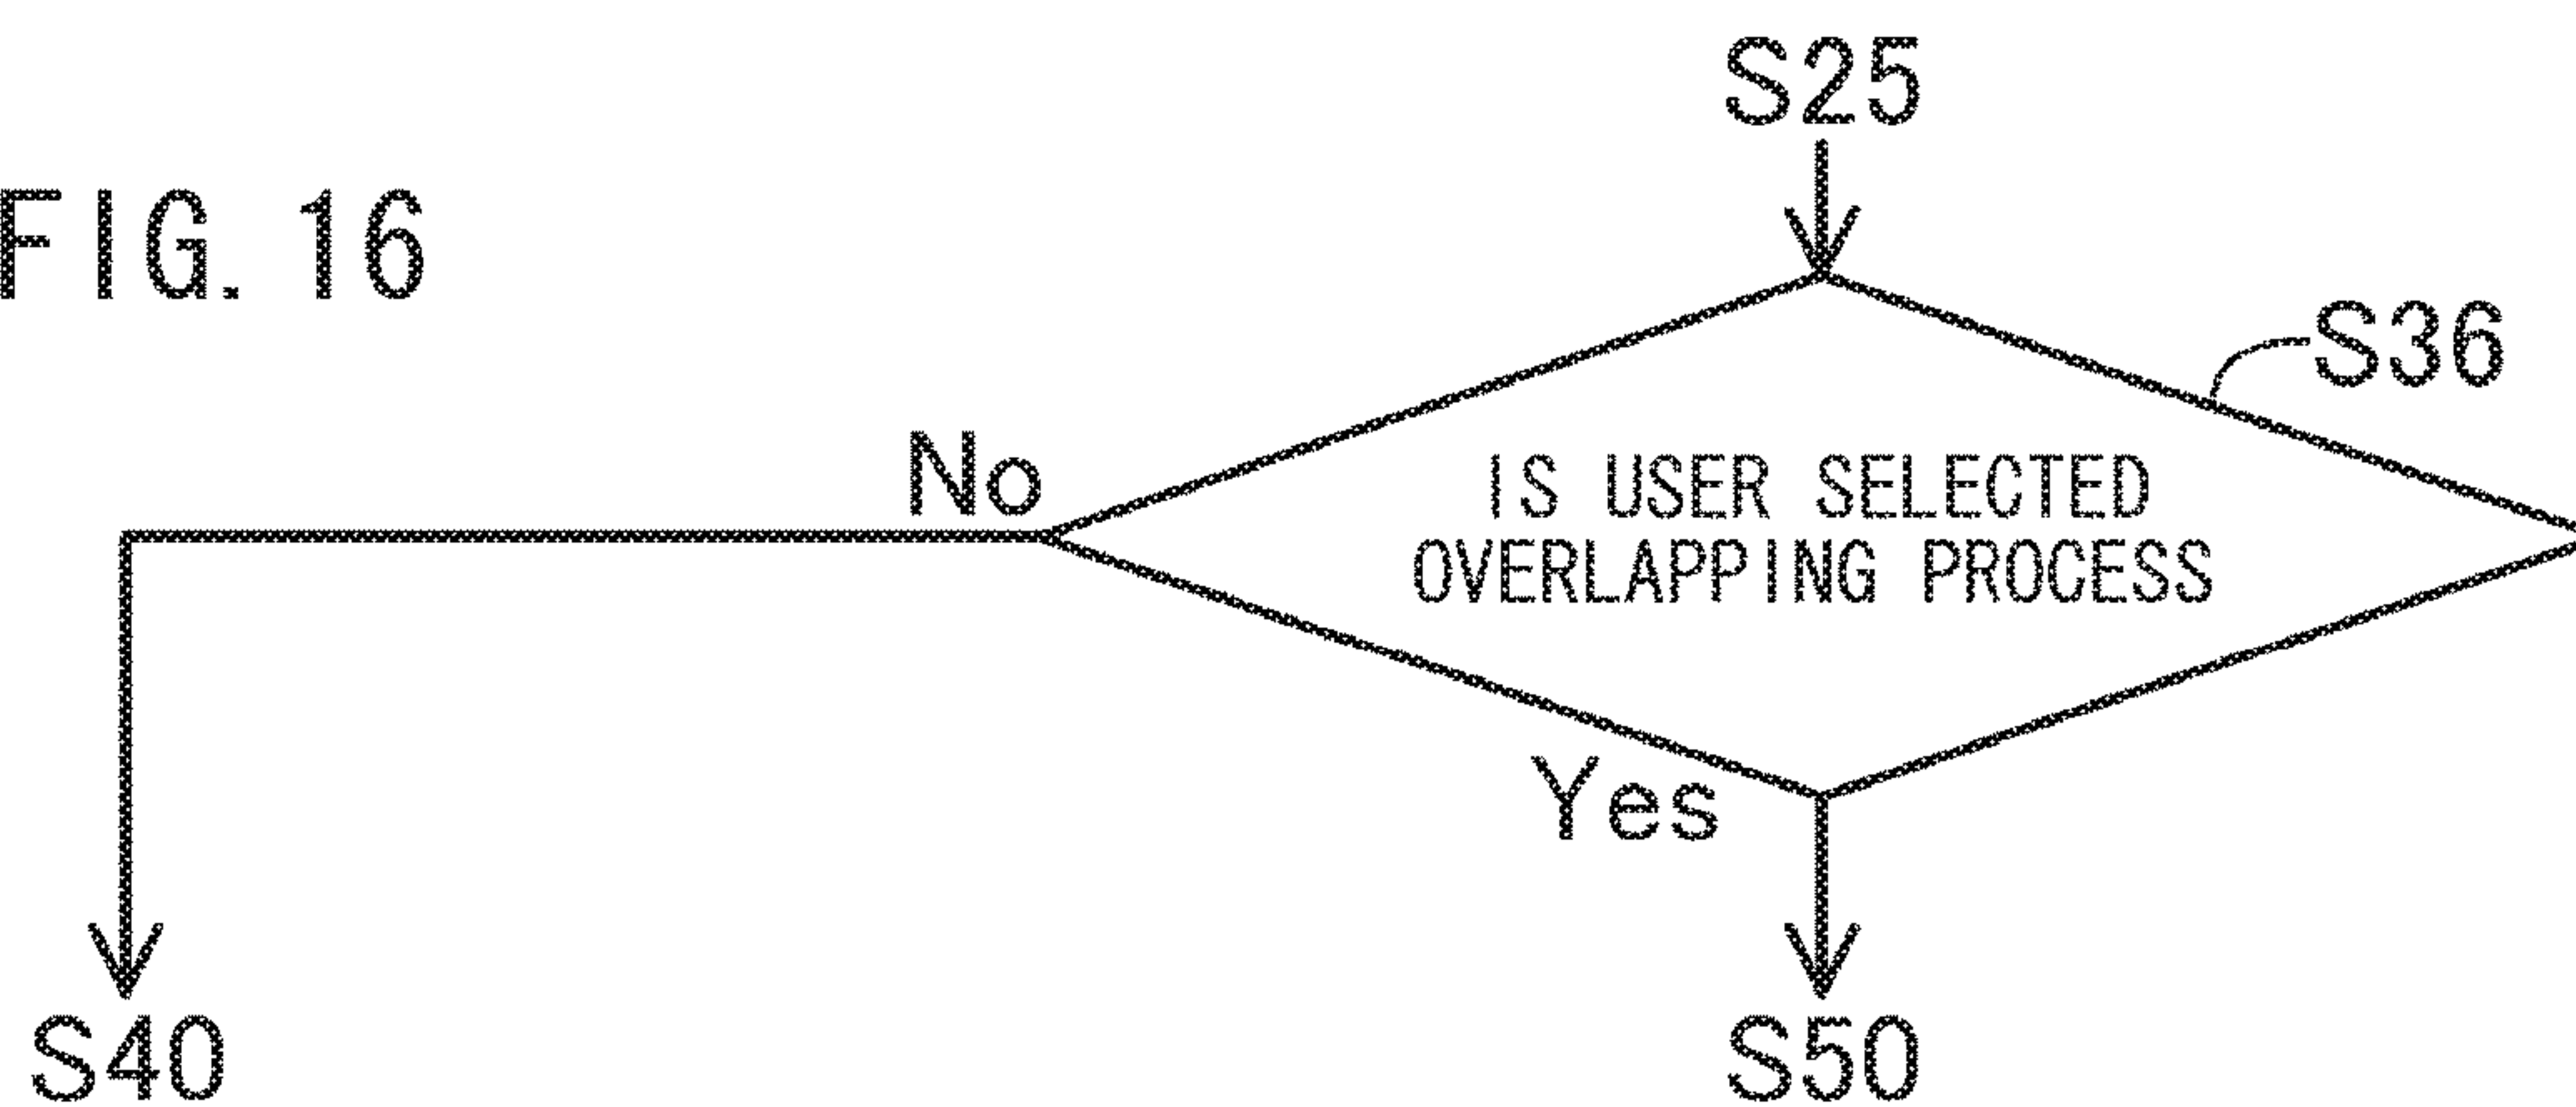 S25
FIG. 16
S36
No
IS USER SELECTED
OVERLAPPING PROCESS
Yes
S40
S50